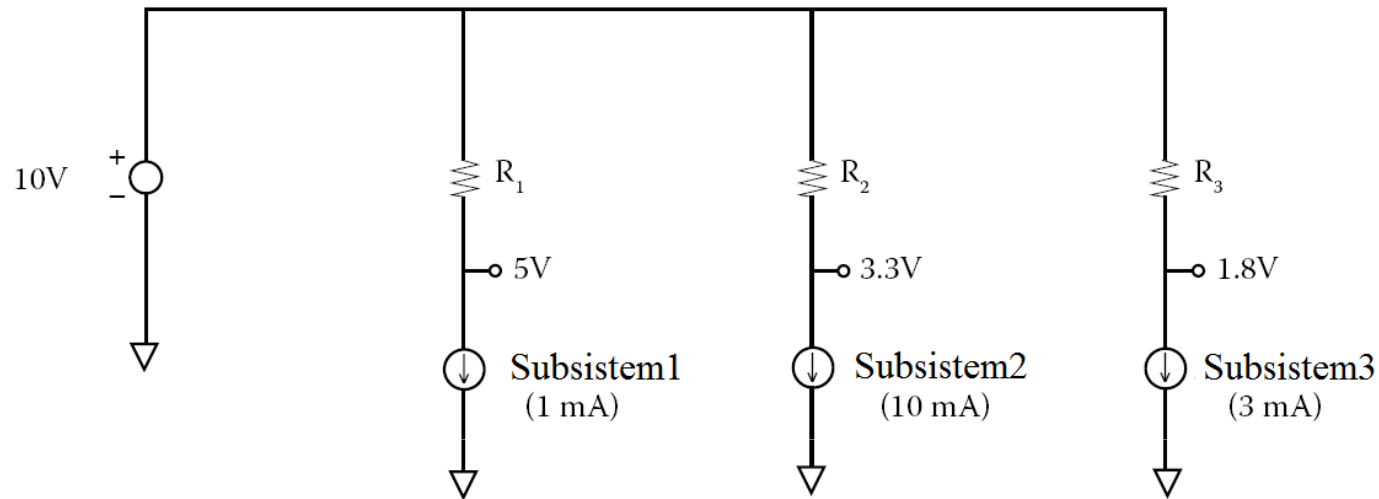 +
10V
−
R₁
R₂
R₃
5V
3.3V
1.8V
Subsistem1
(1 mA)
Subsistem2
(10 mA)
Subsistem3
(3 mA)